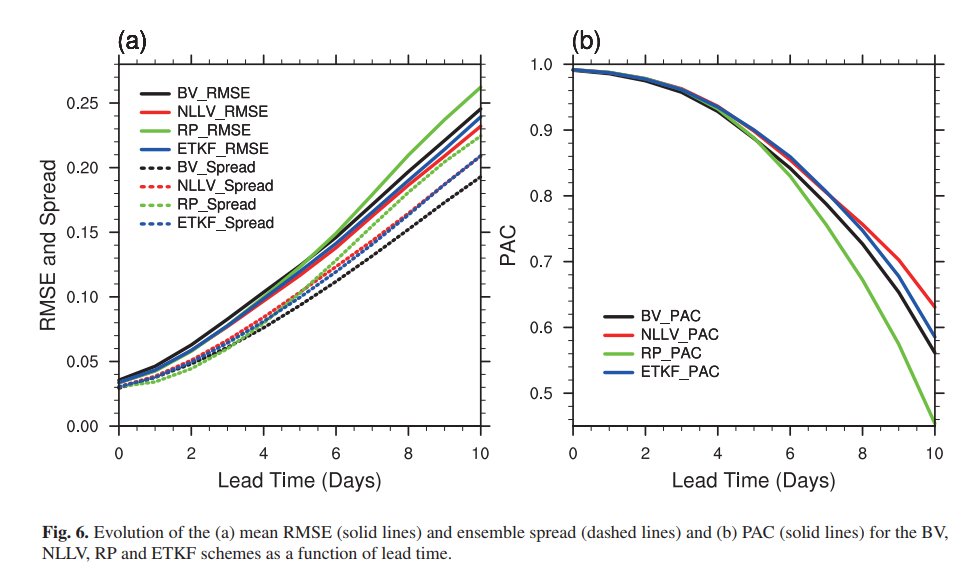 (a)
(b)
RMSE and Spread
0.25
0.20
0.15
0.10
0.05
0.00
BV_RMSE
NLLV_RMSE
RP_RMSE
ETKF_RMSE
BV_Spread
NLLV_Spread
RP_Spread
ETKF_Spread
0 2 4 6 8 10
Lead Time (Days)
PAC
1.0
0.9
0.8
0.7
0.6
0.5
BV_PAC
NLLV_PAC
RP_PAC
ETKF_PAC
0 2 4 6 8 10
Lead Time (Days)
Fig. 6. Evolution of the (a) mean RMSE (solid lines) and ensemble spread (dashed lines) and (b) PAC (solid lines) for the BV,
NLLV, RP and ETKF schemes as a function of lead time.